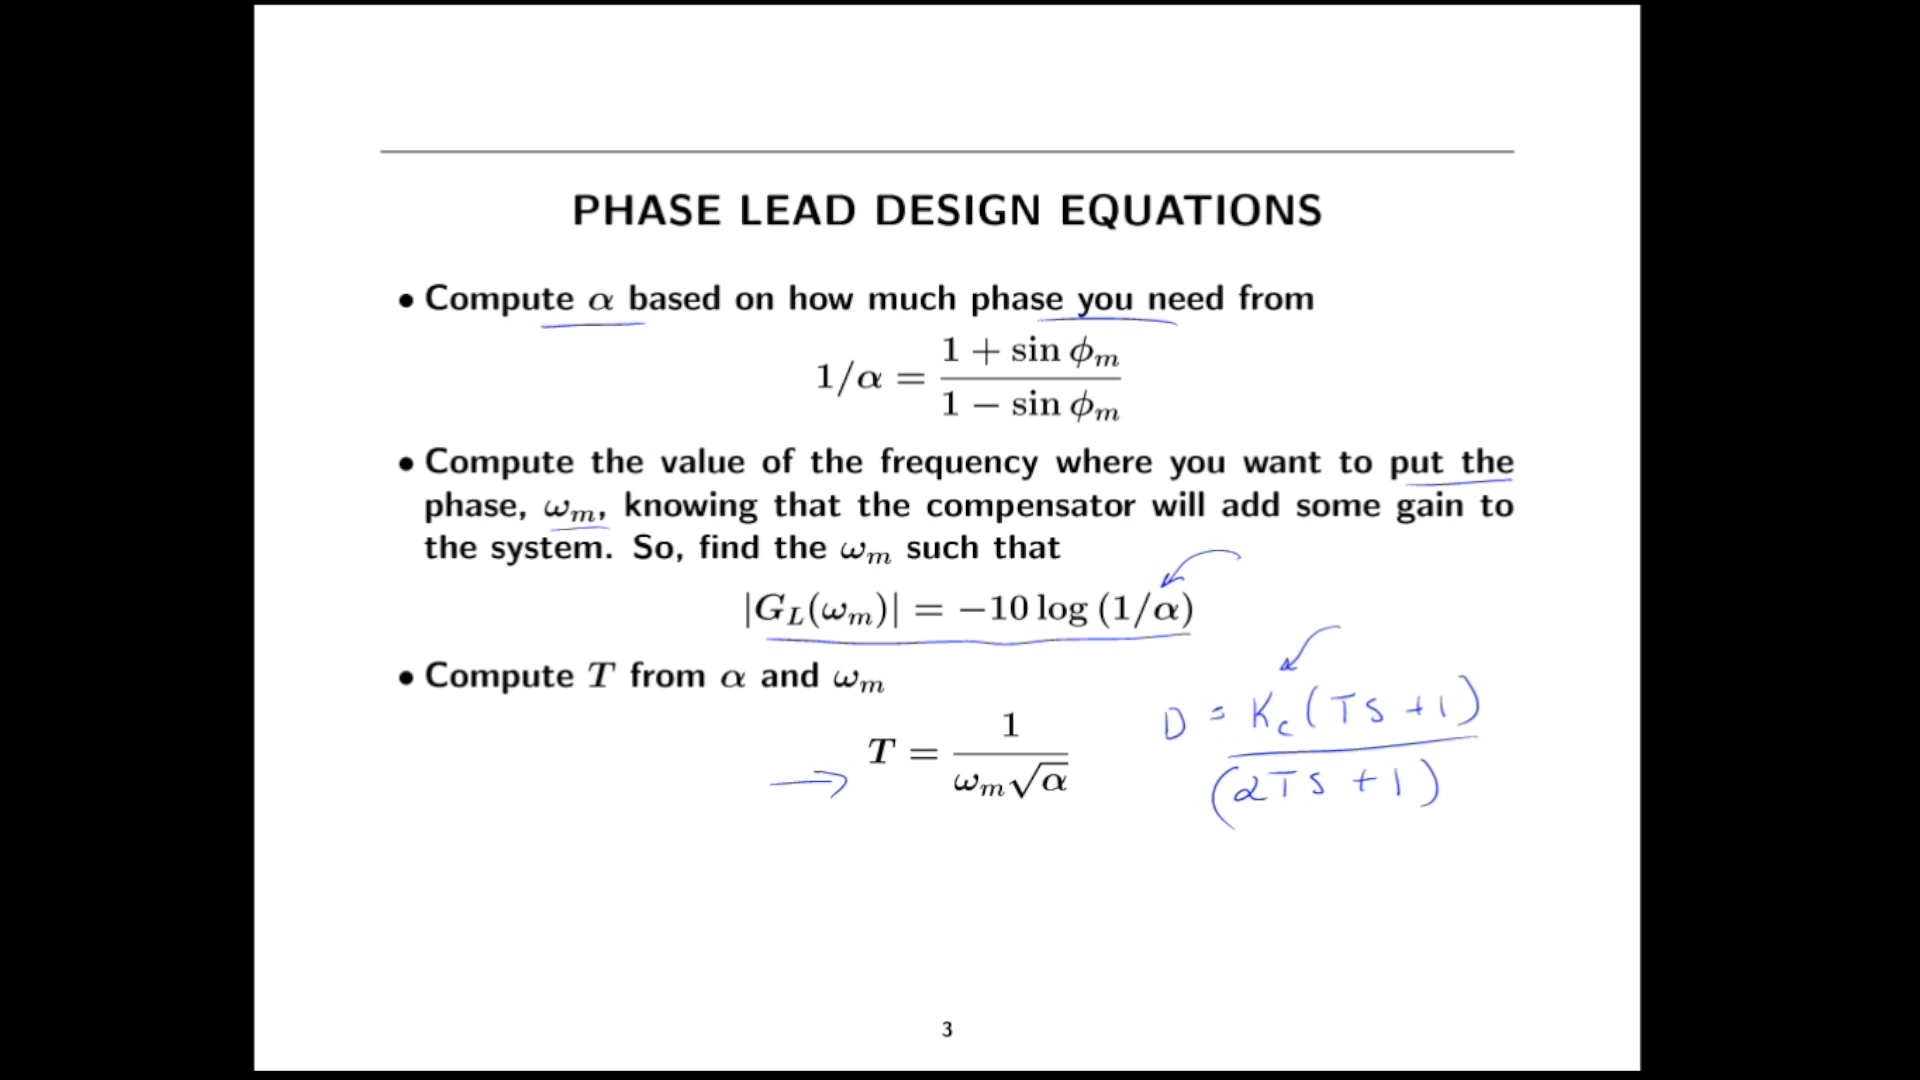 PHASE LEAD DESIGN EQUATIONS
• Compute α based on how much phase you need from
1/α = (1 + sin ϕₘ) / (1 − sin ϕₘ)
• Compute the value of the frequency where you want to put the
phase, ωₘ, knowing that the compensator will add some gain to
the system. So, find the ωₘ such that
|G_L(ωₘ)| = −10 log (1/α)
• Compute T from α and ωₘ
T = 1 / (ωₘ√α)
D = K_c (TS + 1) / (αTS + 1)
3